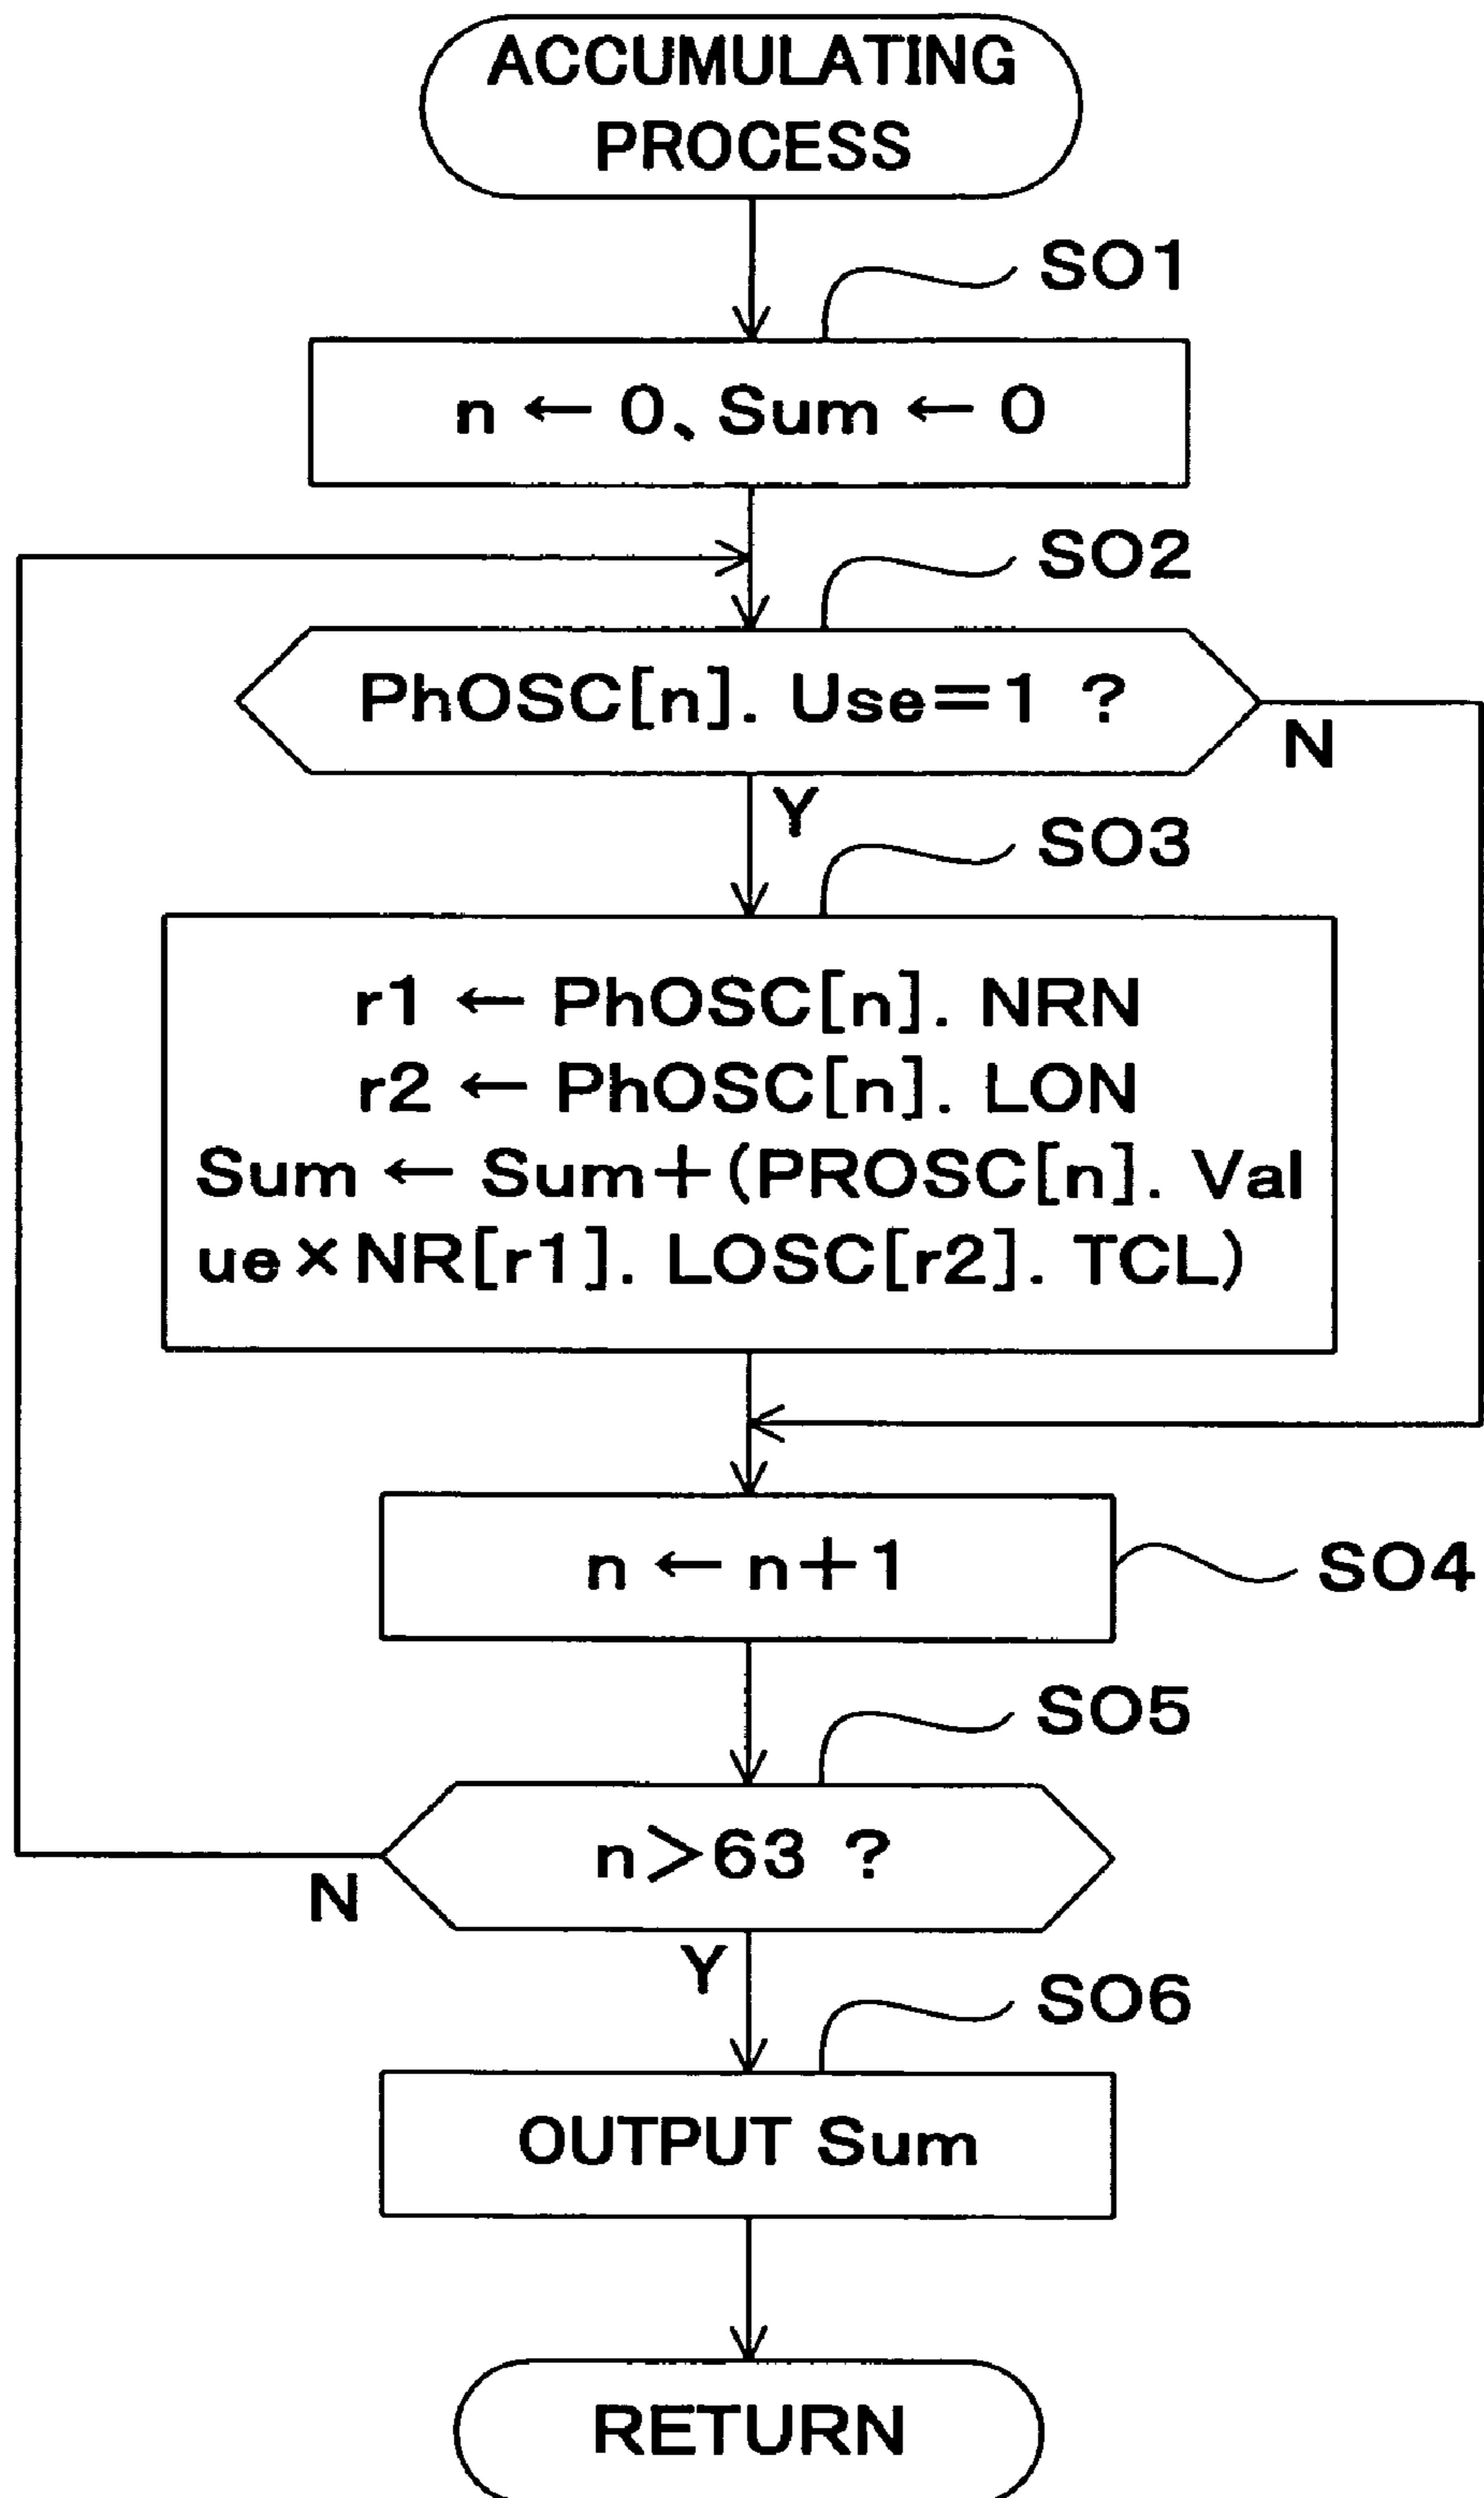 ACCUMULATING
PROCESS
SO1
n ← 0、Sum ← 0
SO2
PhOSC[n]. Use=1 ?
N
Y
SO3
r1 ← PhOSC[n]. NRN
r2 ← PhOSC[n]. LON
Sum ← Sum+(PROSC[n]. Val
ue×NR[r1]. LOSC[r2]. TCL)
n ← n+1
SO4
SO5
n>63 ?
N
Y
SO6
OUTPUT Sum
RETURN